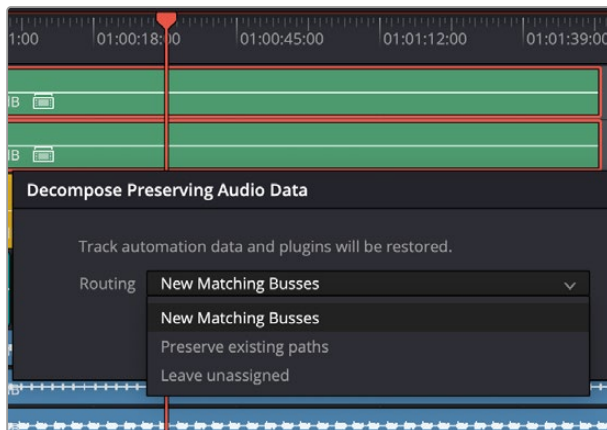 1:00 01:00:18:00 01:00:45:00 01:01:12:00 01:01:39:00
IB
IB
Decompose Preserving Audio Data
Track automation data and plugins will be restored.
Routing New Matching Busses
New Matching Busses
Preserve existing paths
Leave unassigned